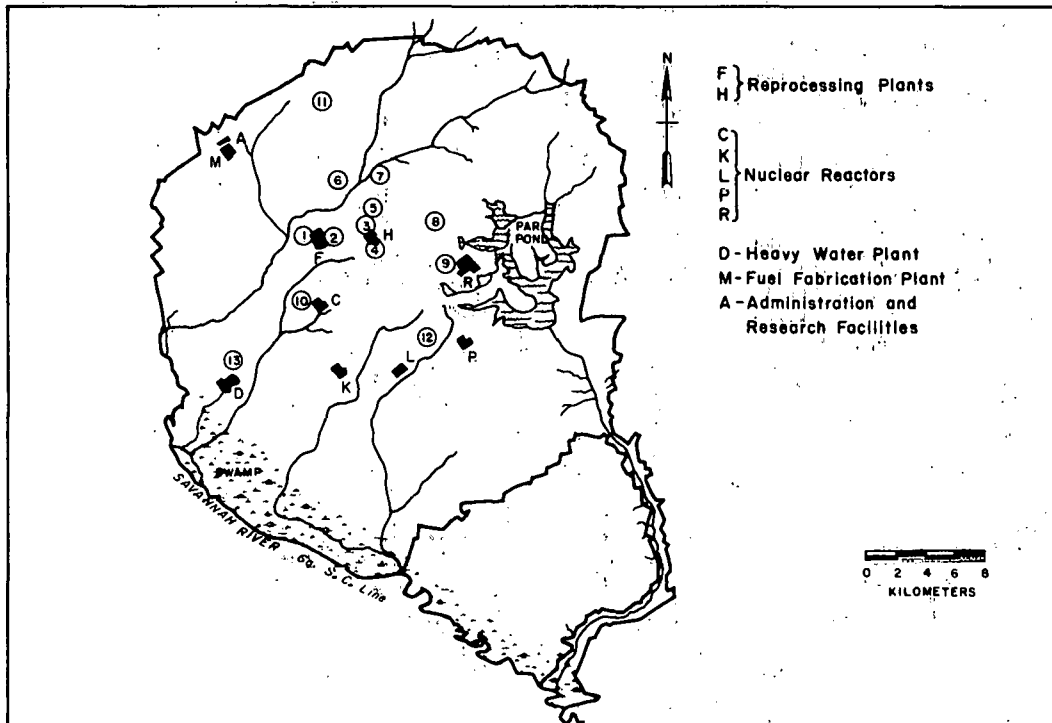 11
A
M
6
7
5
3
H
4
8
1
2
F
PAR
POND
9
R
10
C
12
P
L
K
13
D
SWAMP
SAVANNAH RIVER
Ga. S. C. Line
N
F
H
Reprocessing Plants
C
K
L
P
R
Nuclear Reactors
D - Heavy Water Plant
M - Fuel Fabrication Plant
A - Administration and
Research Facilities
0 2 4 6 8
KILOMETERS